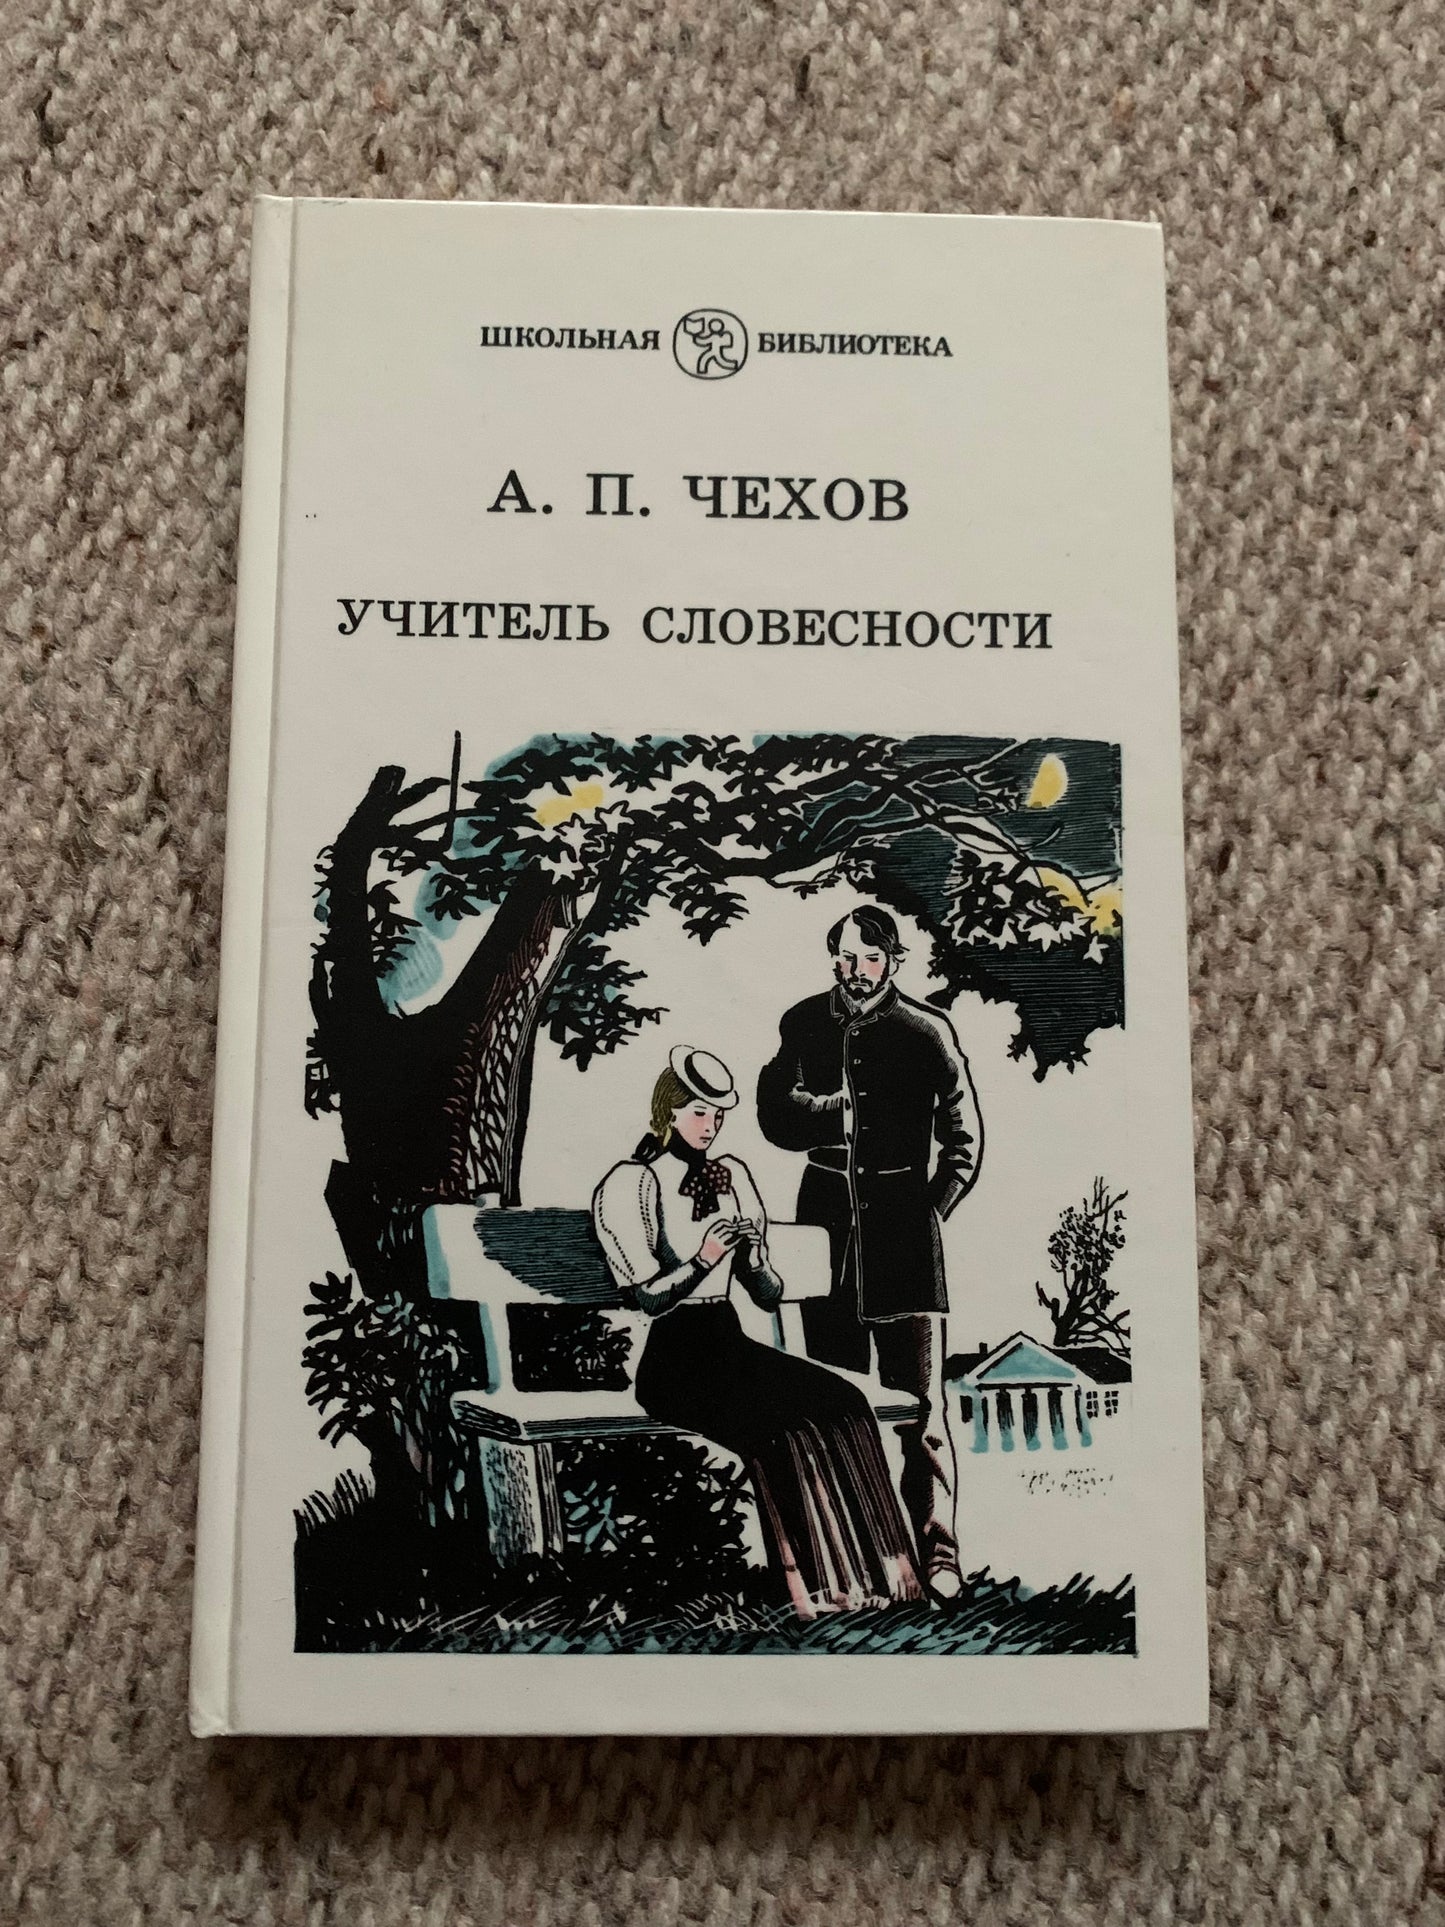 ШКОЛЬНАЯ БИБЛИОТЕКА
А. П. ЧЕХОВ
УЧИТЕЛЬ СЛОВЕСНОСТИ